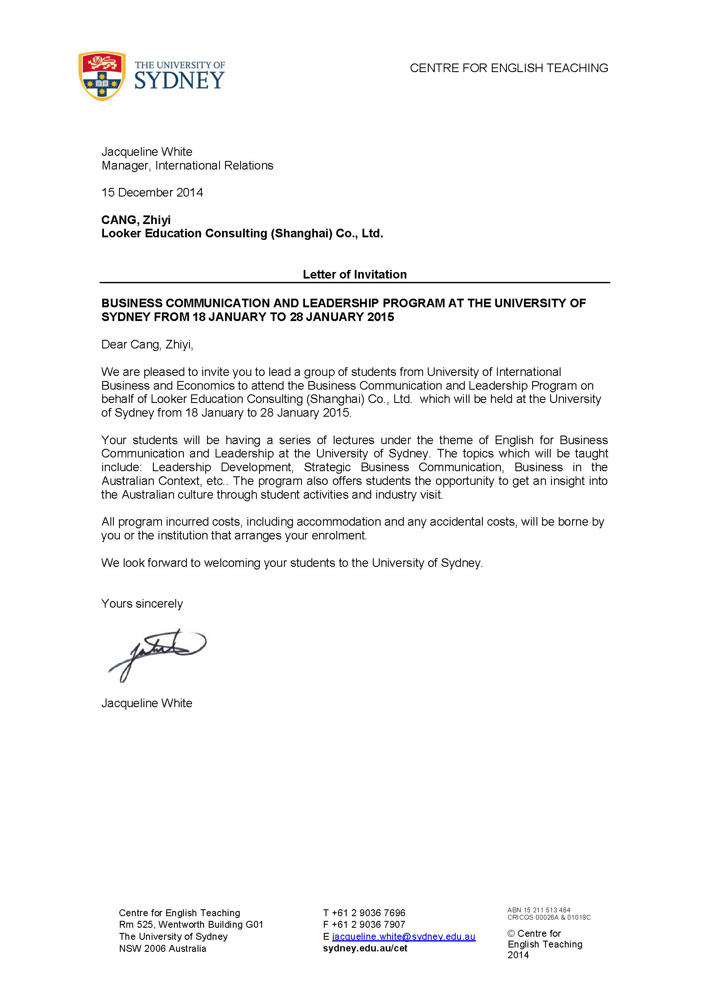 THE UNIVERSITY OF
SYDNEY
CENTRE FOR ENGLISH TEACHING
Jacqueline White
Manager, International Relations
15 December 2014
CANG, Zhiyi
Looker Education Consulting (Shanghai) Co., Ltd.
Letter of Invitation
BUSINESS COMMUNICATION AND LEADERSHIP PROGRAM AT THE UNIVERSITY OF
SYDNEY FROM 18 JANUARY TO 28 JANUARY 2015
Dear Cang, Zhiyi,
We are pleased to invite you to lead a group of students from University of International
Business and Economics to attend the Business Communication and Leadership Program on
behalf of Looker Education Consulting (Shanghai) Co., Ltd.  which will be held at the University
of Sydney from 18 January to 28 January 2015.
Your students will be having a series of lectures under the theme of English for Business
Communication and Leadership at the University of Sydney. The topics which will be taught
include: Leadership Development, Strategic Business Communication, Business in the
Australian Context, etc.. The program also offers students the opportunity to get an insight into
the Australian culture through student activities and industry visit.
All program incurred costs, including accommodation and any accidental costs, will be borne by
you or the institution that arranges your enrolment.
We look forward to welcoming your students to the University of Sydney.
Yours sincerely
Jacqueline White
Centre for English Teaching
Rm 525, Wentworth Building G01
The University of Sydney
NSW 2006 Australia
T +61 2 9036 7696
F +61 2 9036 7907
E jacqueline.white@sydney.edu.au
sydney.edu.au/cet
ABN 15 211 513 464
CRICOS 00026A & 01019C
© Centre for
English Teaching
2014